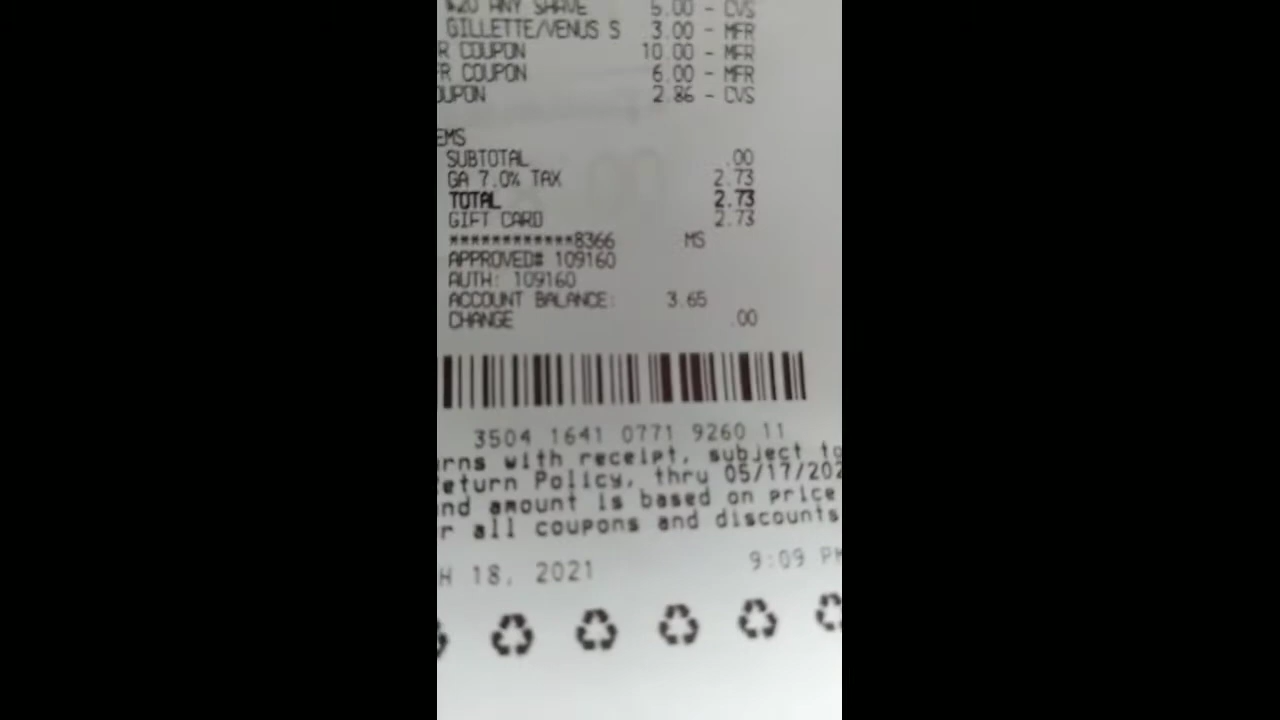 $20 ANY SHAVE 5.00 - CVS
GILLETTE/VENUS S 3.00 - MFR
R COUPON 10.00 - MFR
FR COUPON 6.00 - MFR
OUPON 2.86 - CVS
EMS
SUBTOTAL .00
GA 7.0% TAX 2.73
TOTAL 2.73
GIFT CARD 2.73
************8366 MS
APPROVED# 109160
AUTH: 109160
ACCOUNT BALANCE: 3.65
CHANGE .00
3504 1641 0771 9260 11
urns with receipt, subject to
Return Policy, thru 05/17/202
nd amount is based on price
r all coupons and discounts
H 18, 2021 9:09 PM